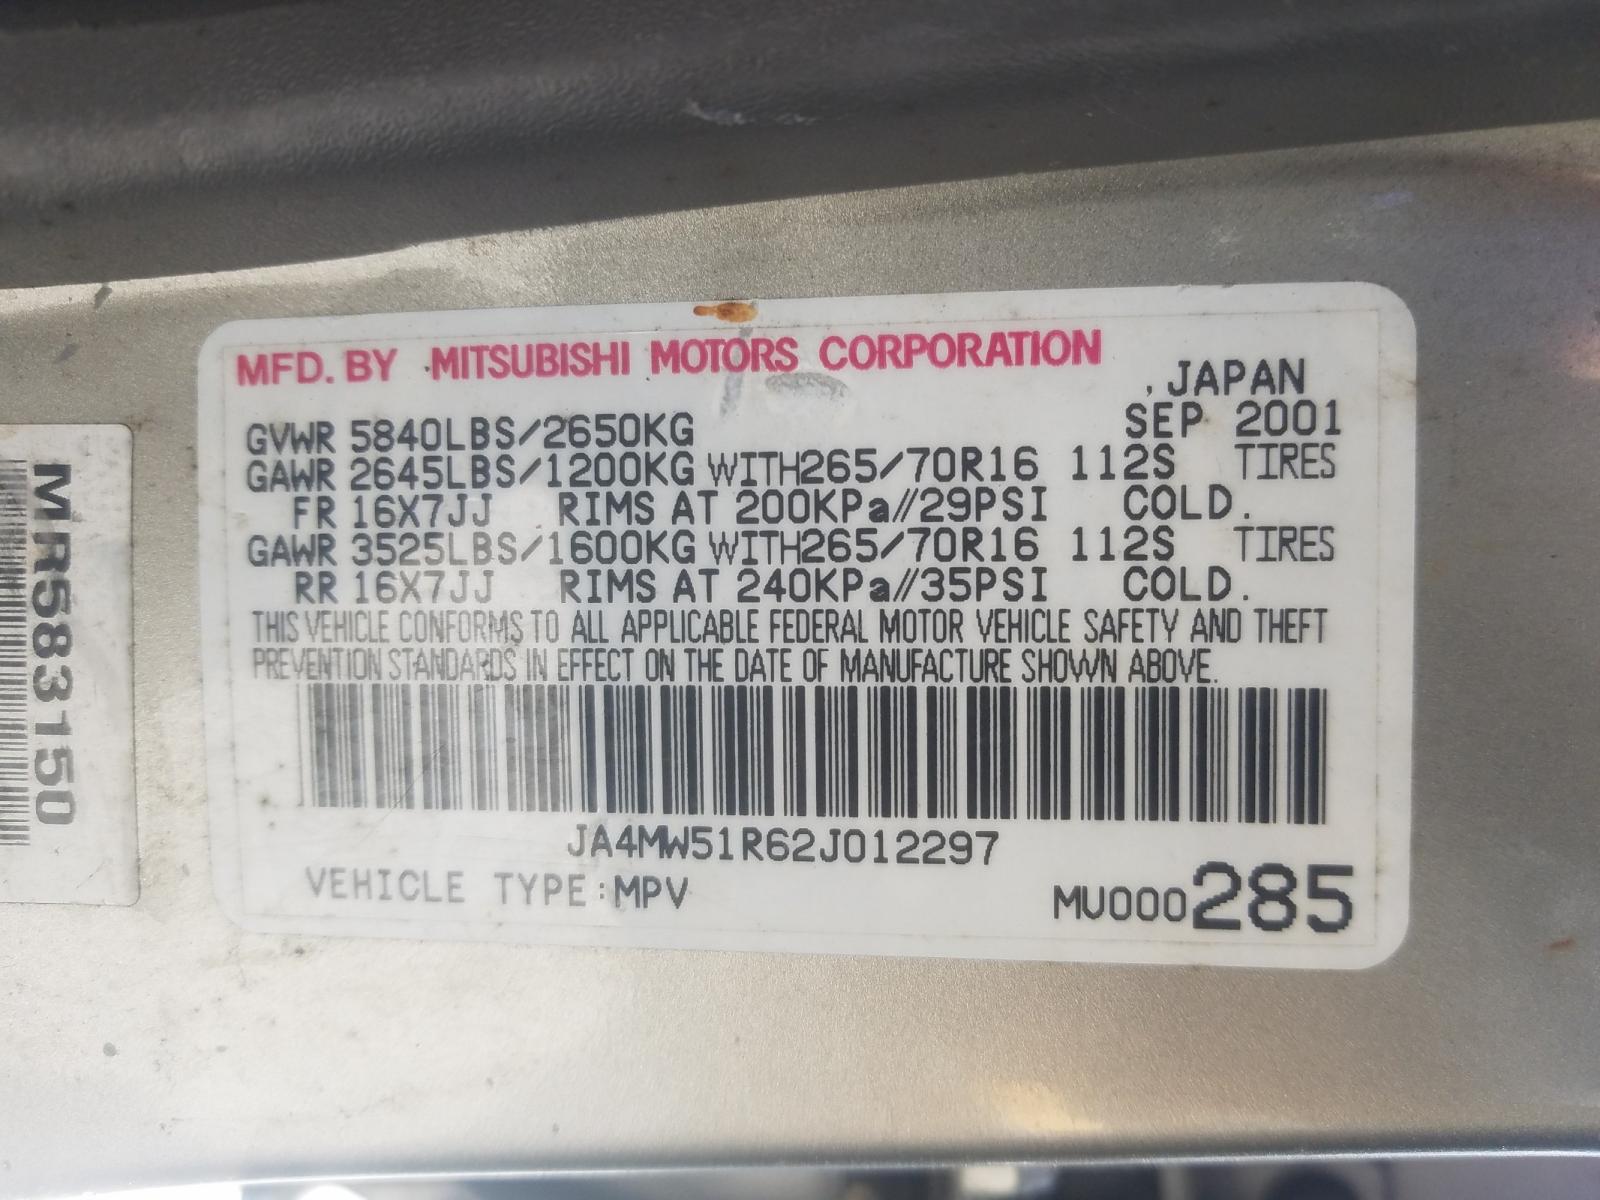 MFD. BY MITSUBISHI MOTORS CORPORATION
, JAPAN
SEP 2001
GVWR 5840LBS/2650KG
GAWR 2645LBS/1200KG WITH265/70R16 112S TIRES
FR 16X7JJ RIMS AT 200KPa//29PSI COLD.
GAWR 3525LBS/1600KG WITH265/70R16 112S TIRES
RR 16X7JJ RIMS AT 240KPa//35PSI COLD.
THIS VEHICLE CONFORMS TO ALL APPLICABLE FEDERAL MOTOR VEHICLE SAFETY AND THEFT
PREVENTION STANDARDS IN EFFECT ON THE DATE OF MANUFACTURE SHOWN ABOVE.
JA4MW51R62J012297
VEHICLE TYPE:MPV
MU000285
MR583150